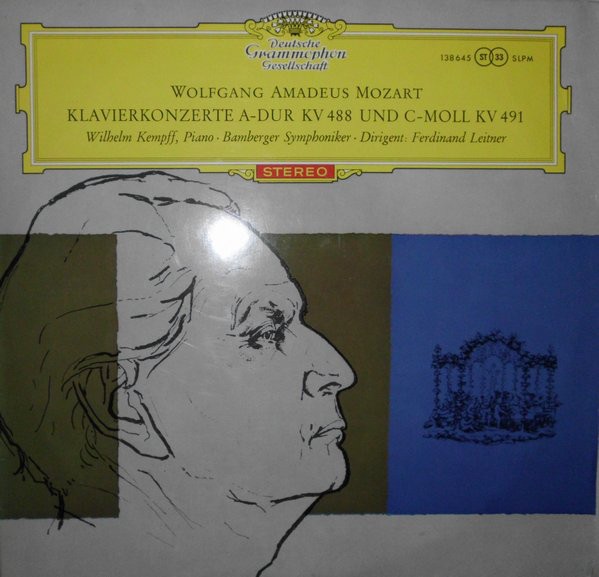 Deutsche
Grammophon
Gesellschaft
138 645 ST 33 SLPM
WOLFGANG AMADEUS MOZART
KLAVIERKONZERTE A-DUR KV 488 UND C-MOLL KV 491
Wilhelm Kempff, Piano · Bamberger Symphoniker · Dirigent: Ferdinand Leitner
STEREO